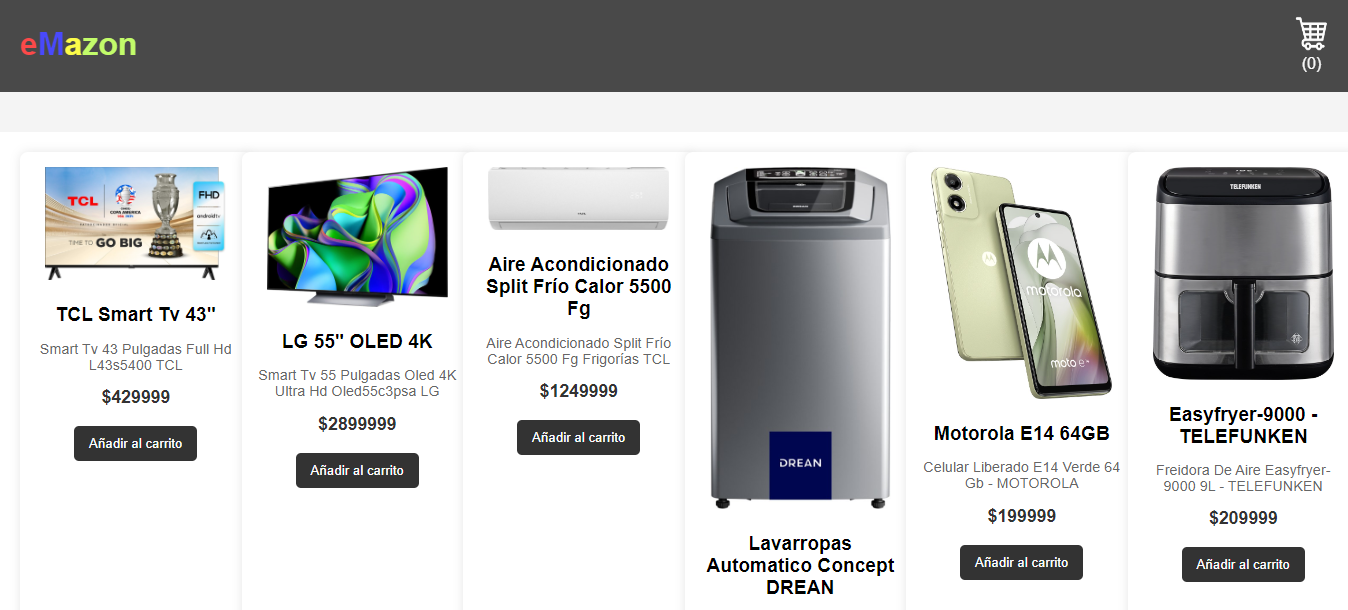 eMazon
(0)
TCL
COPA AMERICA
TIME TO GO BIG
FHD
androidtv
TCL Smart Tv 43"
Smart Tv 43 Pulgadas Full Hd
L43s5400 TCL
$429999
Añadir al carrito
LG 55" OLED 4K
Smart Tv 55 Pulgadas Oled 4K
Ultra Hd Oled55c3psa LG
$2899999
Añadir al carrito
TCL
Aire Acondicionado
Split Frío Calor 5500
Fg
Aire Acondicionado Split Frío
Calor 5500 Fg Frigorías TCL
$1249999
Añadir al carrito
DREAN
Lavarropas
Automatico Concept
DREAN
motorola
moto e
Motorola E14 64GB
Celular Liberado E14 Verde 64
Gb - MOTOROLA
$199999
Añadir al carrito
TELEFUNKEN
Easyfryer-9000 -
TELEFUNKEN
Freidora De Aire Easyfryer-
9000 9L - TELEFUNKEN
$209999
Añadir al carrito